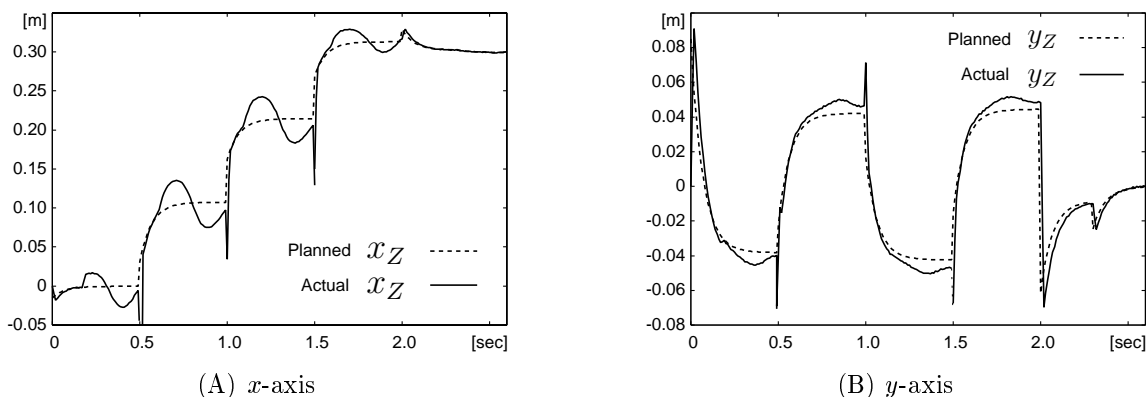 [m]
0.30
0.25
0.20
0.15
0.10
0.05
0
-0.05
Planned x_Z
Actual x_Z
0 0.5 1.0 1.5 2.0 [sec]
(A) x-axis
[m]
0.08
0.06
0.04
0.02
0
-0.02
-0.04
-0.06
-0.08
Planned y_Z
Actual y_Z
0 0.5 1.0 1.5 2.0 [sec]
(B) y-axis